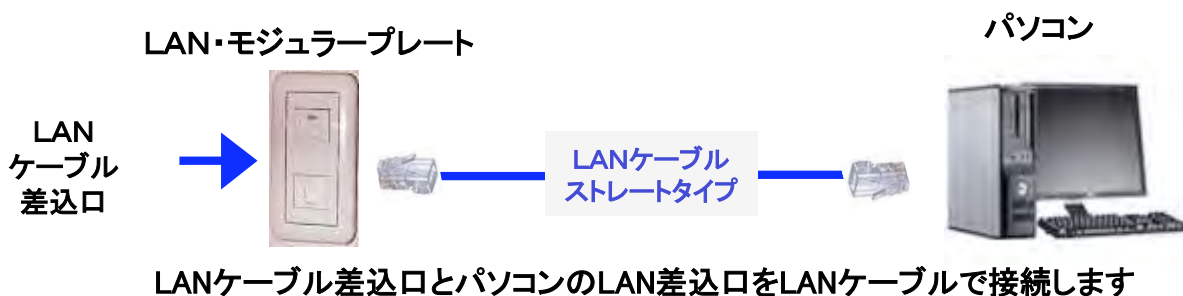 パソコン
LAN・モジュラープレート
LAN
ケーブル
差込口
LANケーブル
ストレートタイプ
LANケーブル差込口とパソコンのLAN差込口をLANケーブルで接続します